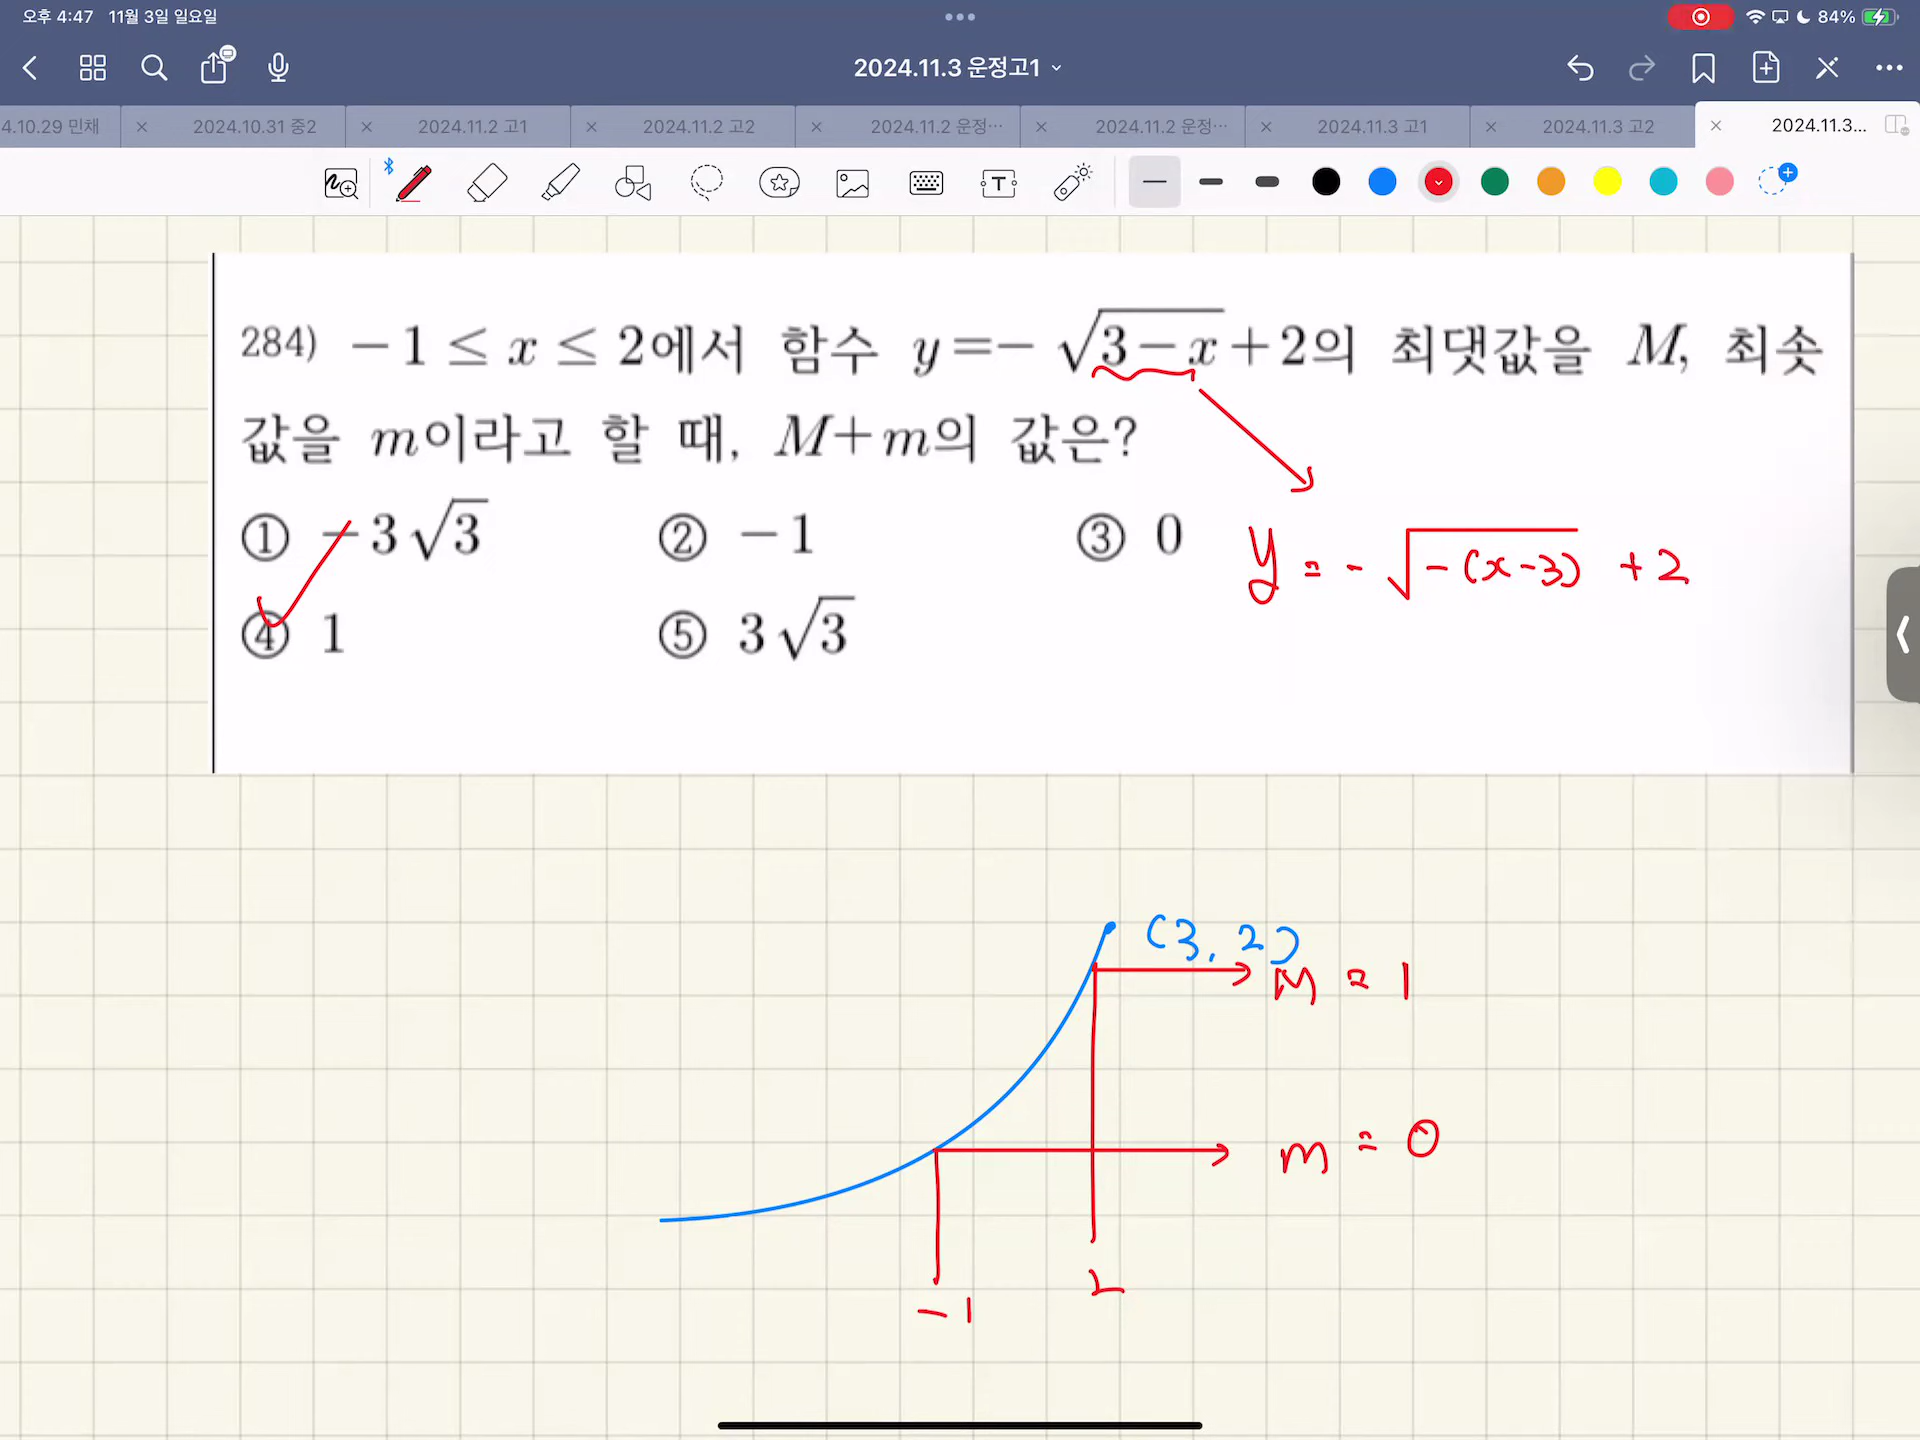 오후 4:47 11월 3일 일요일
84%
2024.11.3 운정고1
4.10.29 민채
2024.10.31 중2
2024.11.2 고1
2024.11.2 고2
2024.11.2 운정…
2024.11.2 운정…
2024.11.3 고1
2024.11.3 고2
2024.11.3...
284) −1 ≤ x ≤ 2에서 함수 y=−√(3−x)+2의 최댓값을 M, 최솟
값을 m이라고 할 때, M+m의 값은?
① −3√3 ② −1 ③ 0
y = - √(-(x-3)) +2
④ 1 ⑤ 3√3
(3, 2)
M = 1
m = 0
2
-1